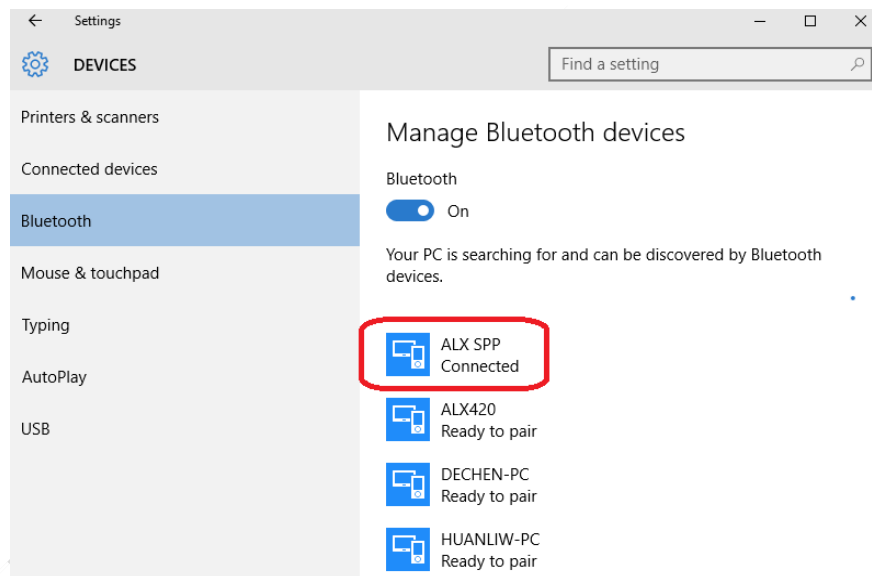 Settings
DEVICES
Find a setting
Printers & scanners
Connected devices
Bluetooth
Mouse & touchpad
Typing
AutoPlay
USB
Manage Bluetooth devices
Bluetooth
On
Your PC is searching for and can be discovered by Bluetooth
devices.
ALX SPP
Connected
ALX420
Ready to pair
DECHEN-PC
Ready to pair
HUANLIW-PC
Ready to pair